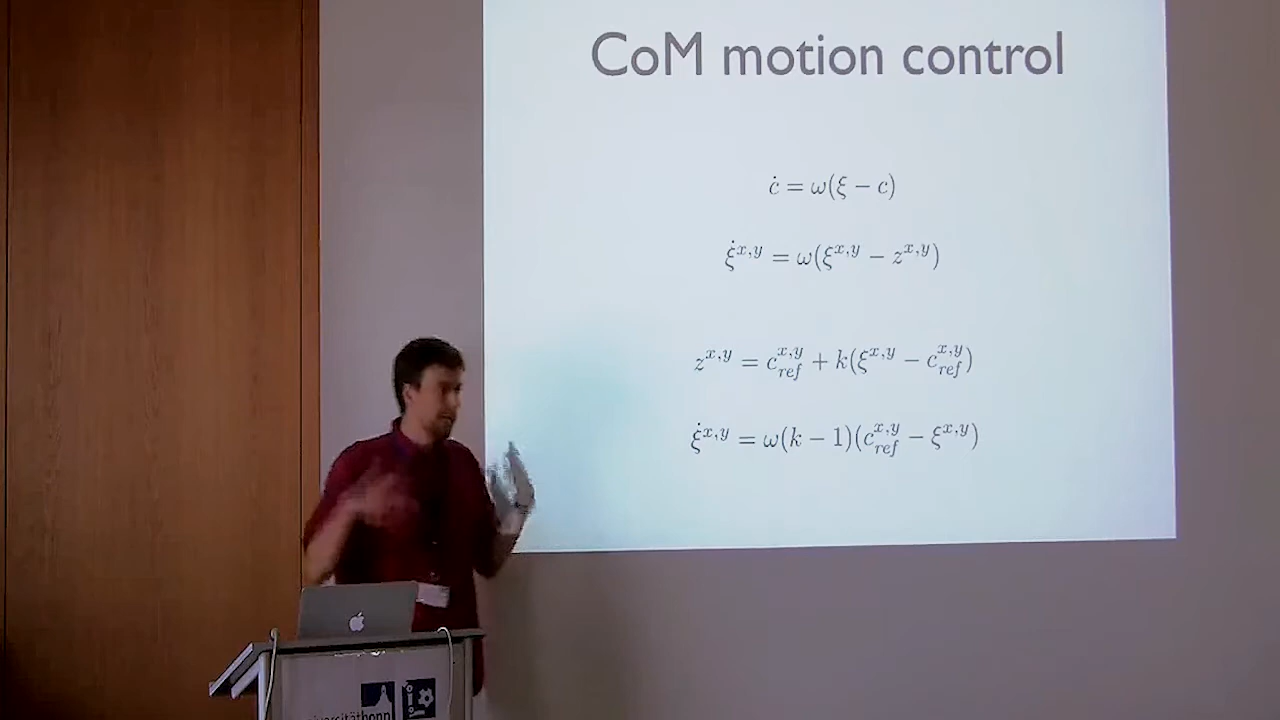 CoM motion control
ċ = ω(ξ − c)
ξ̇^{x,y} = ω(ξ^{x,y} − z^{x,y})
z^{x,y} = c_{ref}^{x,y} + k(ξ^{x,y} − c_{ref}^{x,y})
ξ̇^{x,y} = ω(k − 1)(c_{ref}^{x,y} − ξ^{x,y})